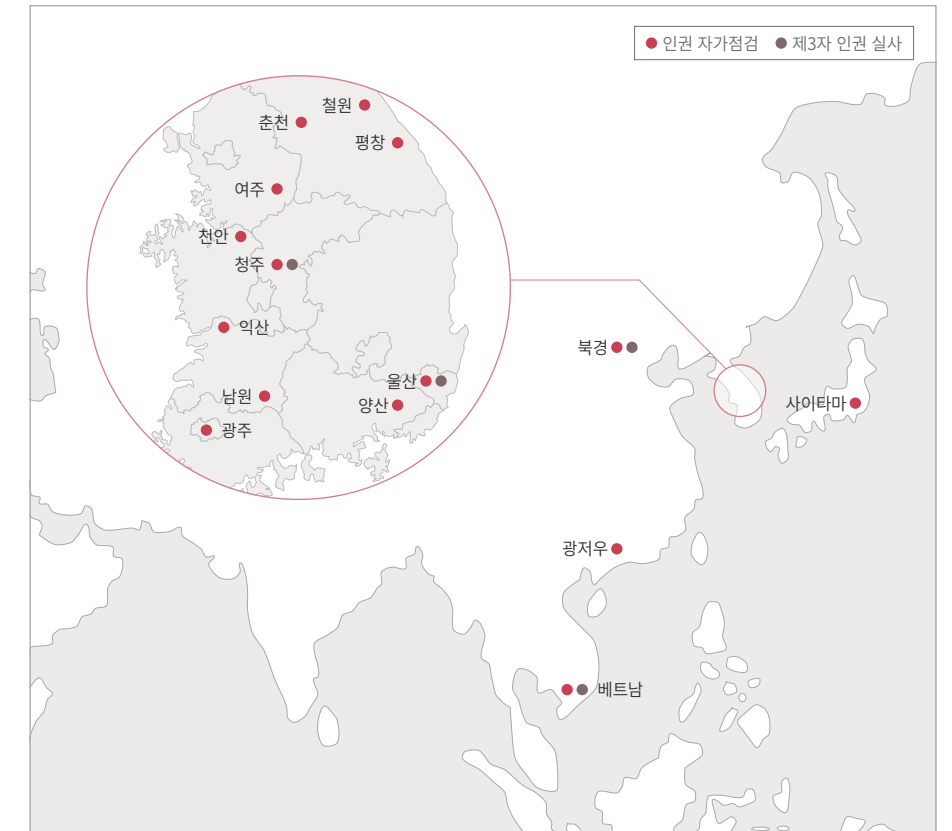 인권 자가점검 제3자 인권 실사
철원
춘천
평창
여주
천안
청주
익산
울산
남원
양산
광주
북경
사이타마
광저우
베트남